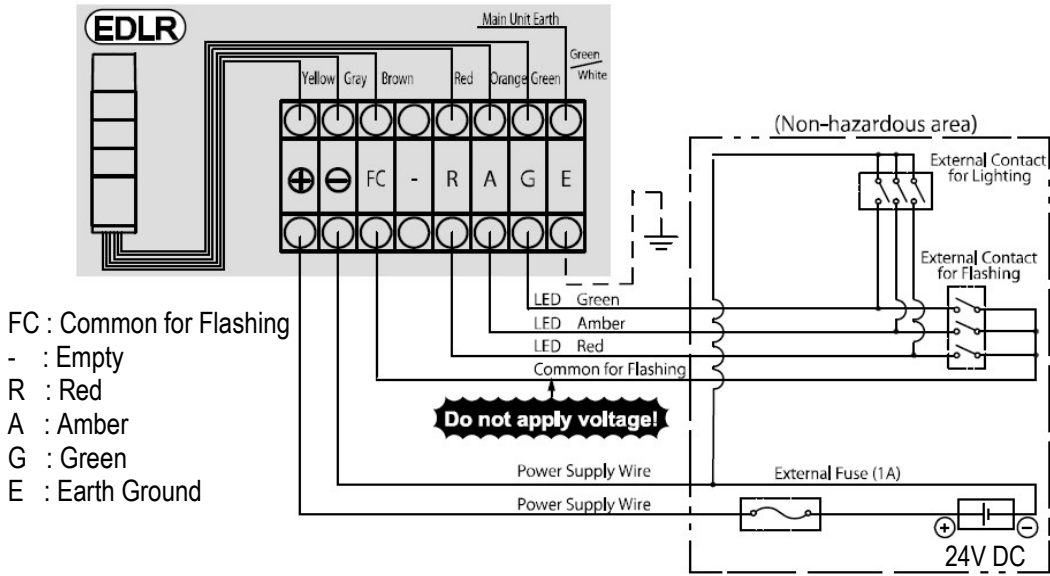 EDLR
Main Unit Earth
Green
White
Yellow Gray Brown Red Orange Green
+ - FC - R A G E
(Non-hazardous area)
External Contact
for Lighting
External Contact
for Flashing
LED Green
LED Amber
LED Red
Common for Flashing
Do not apply voltage!
FC : Common for Flashing
- : Empty
R : Red
A : Amber
G : Green
E : Earth Ground
Power Supply Wire
External Fuse (1A)
Power Supply Wire
+ -
24V DC